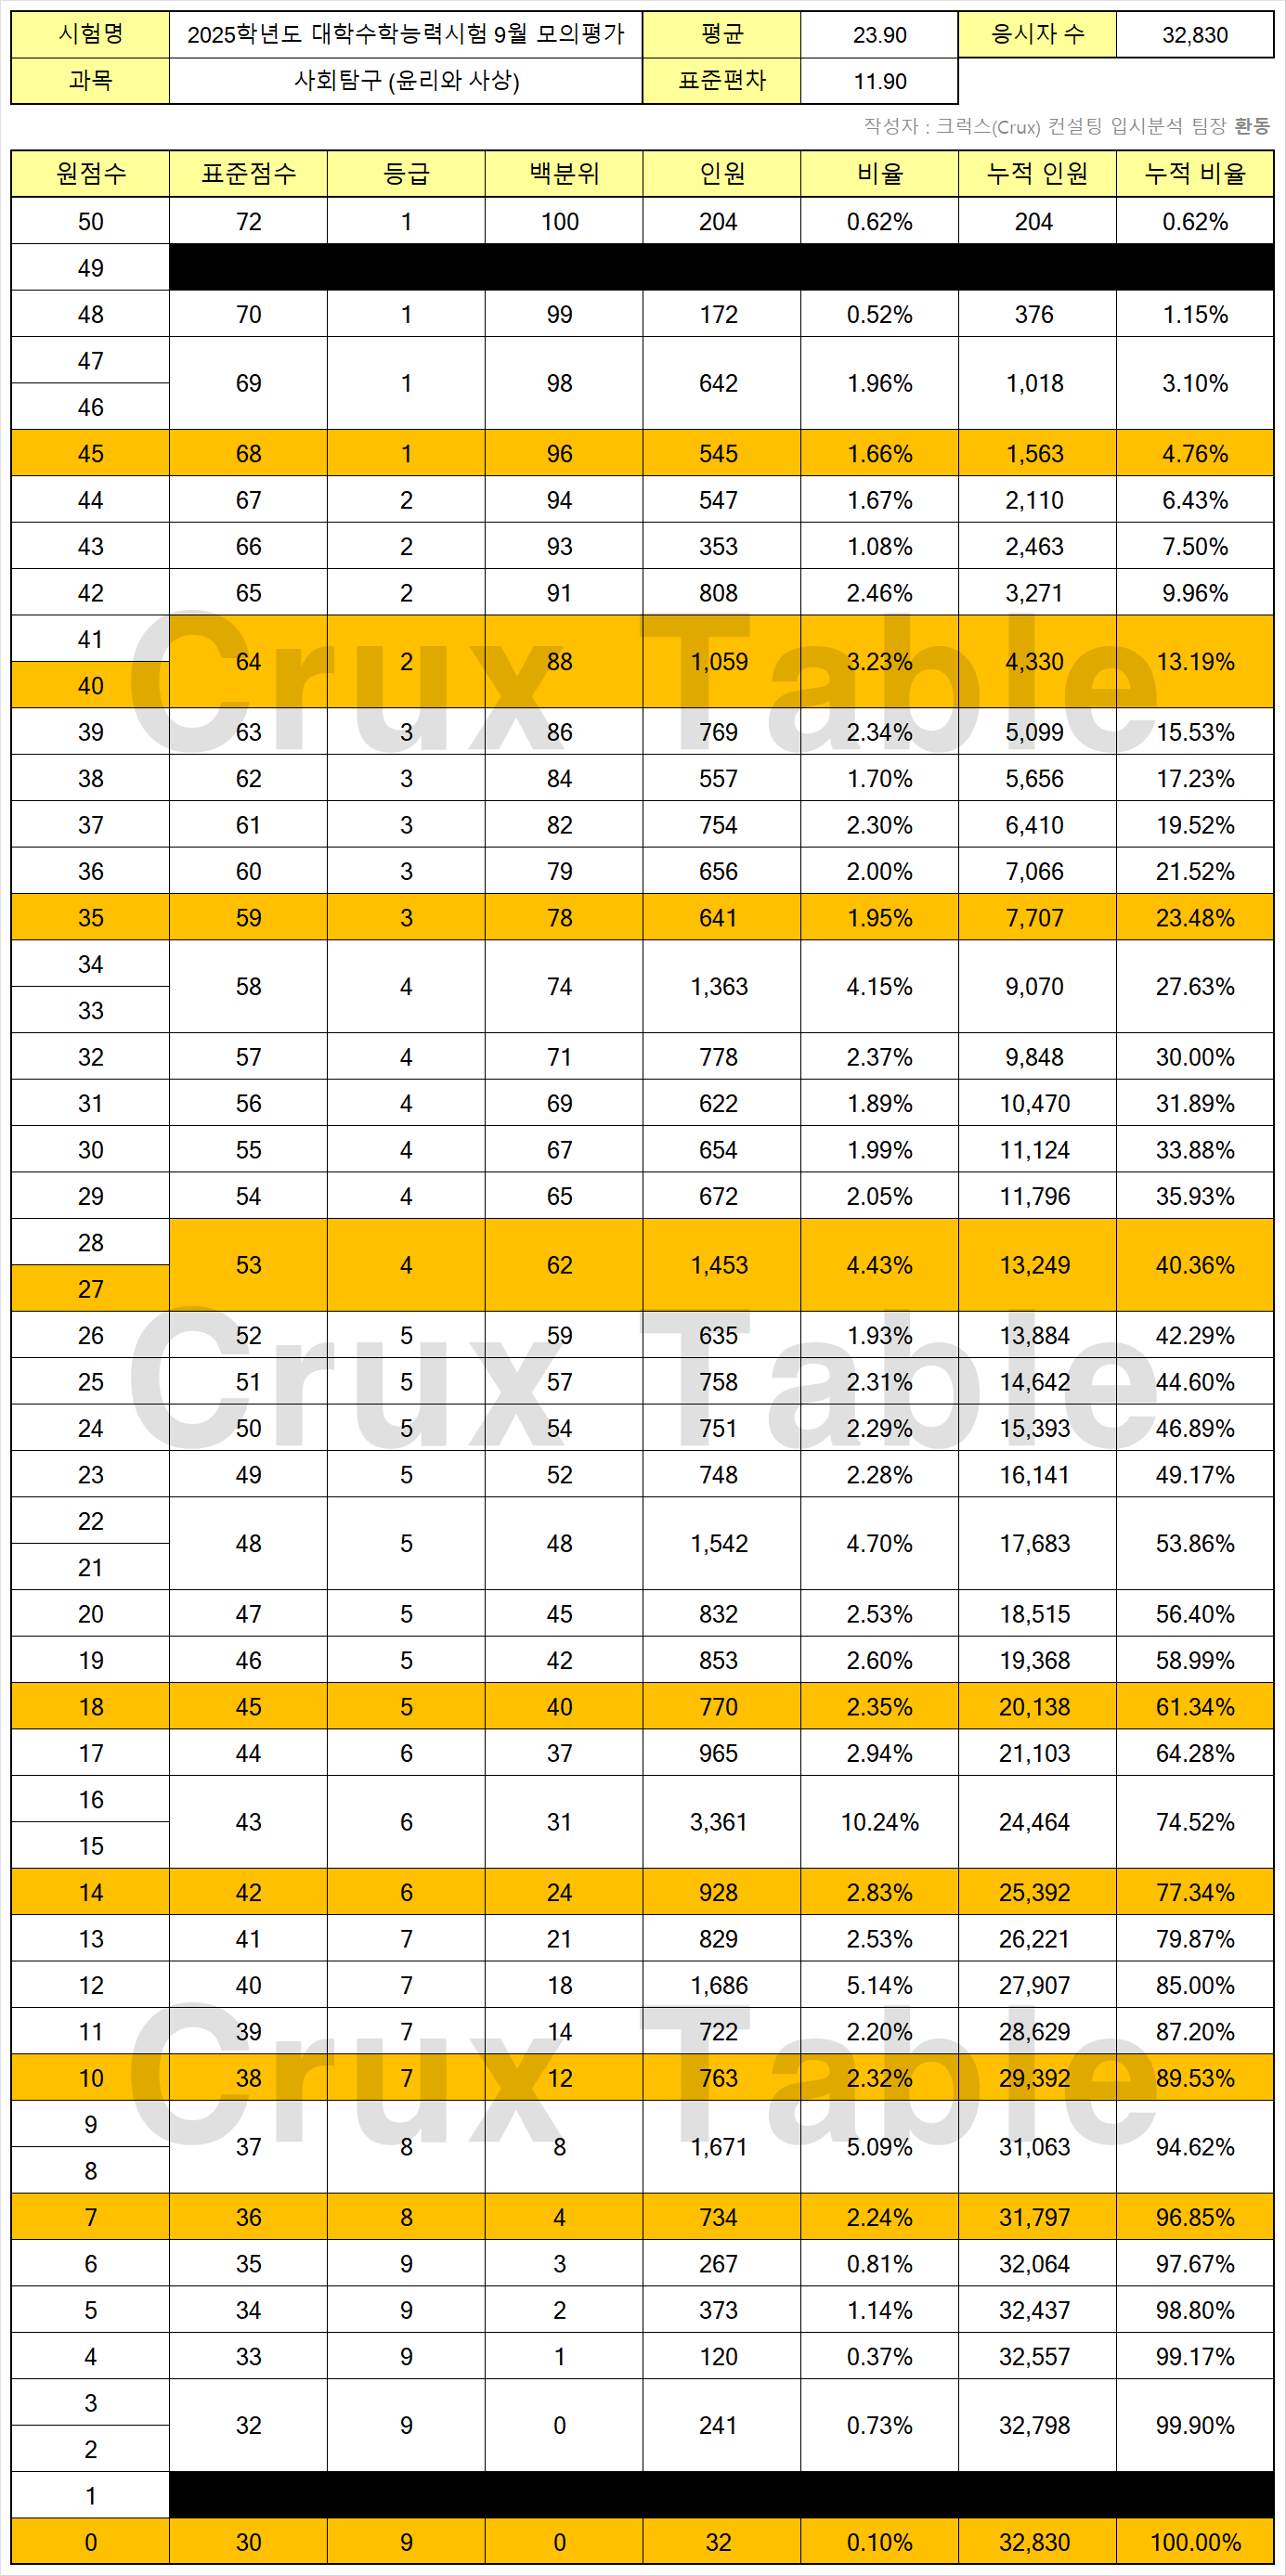 시험명 2025학년도 대학수학능력시험 9월 모의평가 평균 23.90 응시자 수 32,830
과목 사회탐구 (윤리와 사상) 표준편차 11.90
작성자 : 크럭스(Crux) 컨설팅 입시분석 팀장 환동
원점수 표준점수 등급 백분위 인원 비율 누적 인원 누적 비율
50 72 1 100 204 0.62% 204 0.62%
49
48 70 1 99 172 0.52% 376 1.15%
47
69 1 98 642 1.96% 1,018 3.10%
46
45 68 1 96 545 1.66% 1,563 4.76%
44 67 2 94 547 1.67% 2,110 6.43%
43 66 2 93 353 1.08% 2,463 7.50%
42 65 2 91 808 2.46% 3,271 9.96%
41
64 2 88 1,059 3.23% 4,330 13.19%
40
Crux Table
39 63 3 86 769 2.34% 5,099 15.53%
38 62 3 84 557 1.70% 5,656 17.23%
37 61 3 82 754 2.30% 6,410 19.52%
36 60 3 79 656 2.00% 7,066 21.52%
35 59 3 78 641 1.95% 7,707 23.48%
34
58 4 74 1,363 4.15% 9,070 27.63%
33
32 57 4 71 778 2.37% 9,848 30.00%
31 56 4 69 622 1.89% 10,470 31.89%
30 55 4 67 654 1.99% 11,124 33.88%
29 54 4 65 672 2.05% 11,796 35.93%
28
53 4 62 1,453 4.43% 13,249 40.36%
27
26 52 5 59 635 1.93% 13,884 42.29%
Crux Table
25 51 5 57 758 2.31% 14,642 44.60%
24 50 5 54 751 2.29% 15,393 46.89%
23 49 5 52 748 2.28% 16,141 49.17%
22
48 5 48 1,542 4.70% 17,683 53.86%
21
20 47 5 45 832 2.53% 18,515 56.40%
19 46 5 42 853 2.60% 19,368 58.99%
18 45 5 40 770 2.35% 20,138 61.34%
17 44 6 37 965 2.94% 21,103 64.28%
16
43 6 31 3,361 10.24% 24,464 74.52%
15
14 42 6 24 928 2.83% 25,392 77.34%
13 41 7 21 829 2.53% 26,221 79.87%
12 40 7 18 1,686 5.14% 27,907 85.00%
11 39 7 14 722 2.20% 28,629 87.20%
Crux Table
10 38 7 12 763 2.32% 29,392 89.53%
9
37 8 8 1,671 5.09% 31,063 94.62%
8
7 36 8 4 734 2.24% 31,797 96.85%
6 35 9 3 267 0.81% 32,064 97.67%
5 34 9 2 373 1.14% 32,437 98.80%
4 33 9 1 120 0.37% 32,557 99.17%
3
32 9 0 241 0.73% 32,798 99.90%
2
1
0 30 9 0 32 0.10% 32,830 100.00%